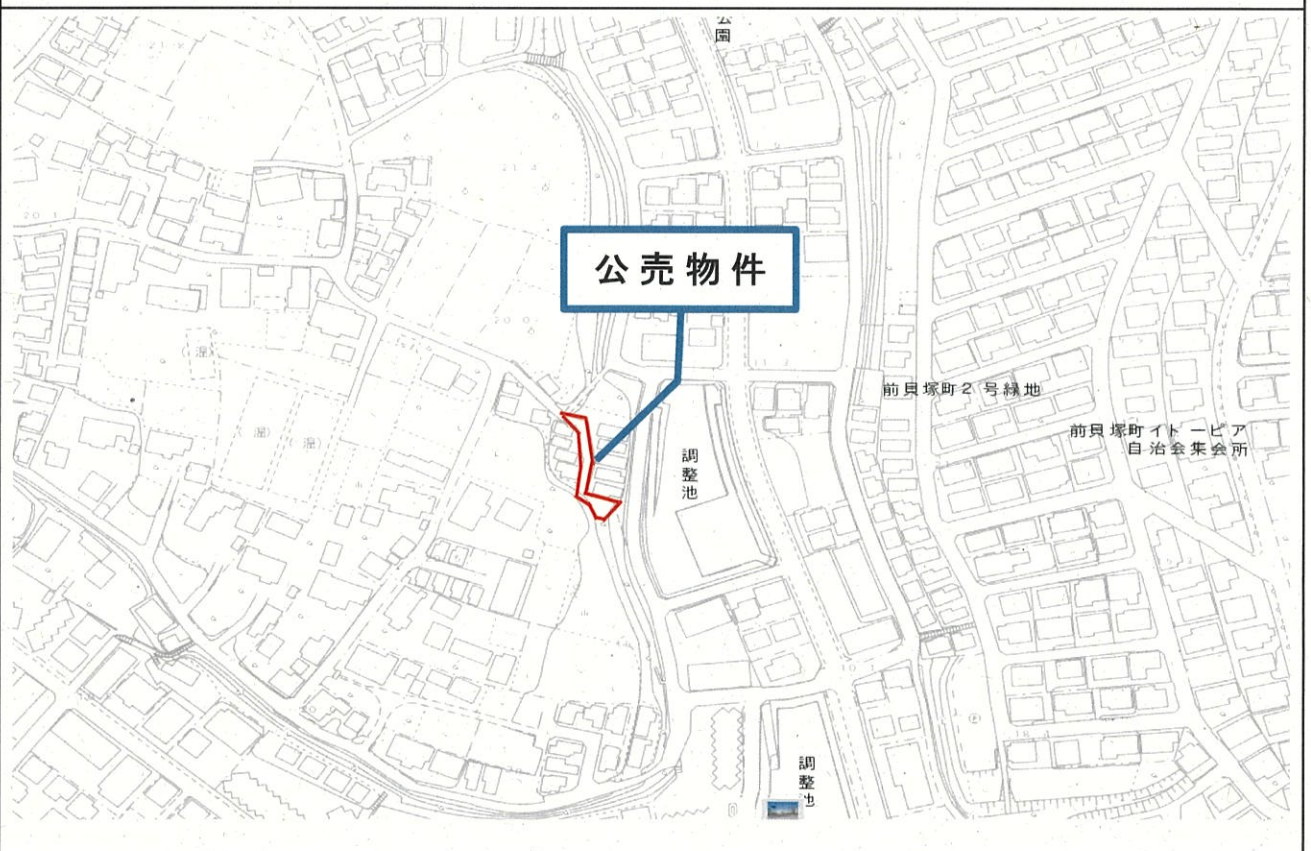 公園
公売物件
前貝塚町2号緑地
前貝塚町イトーピア
自治会集会所
調整池
調整池